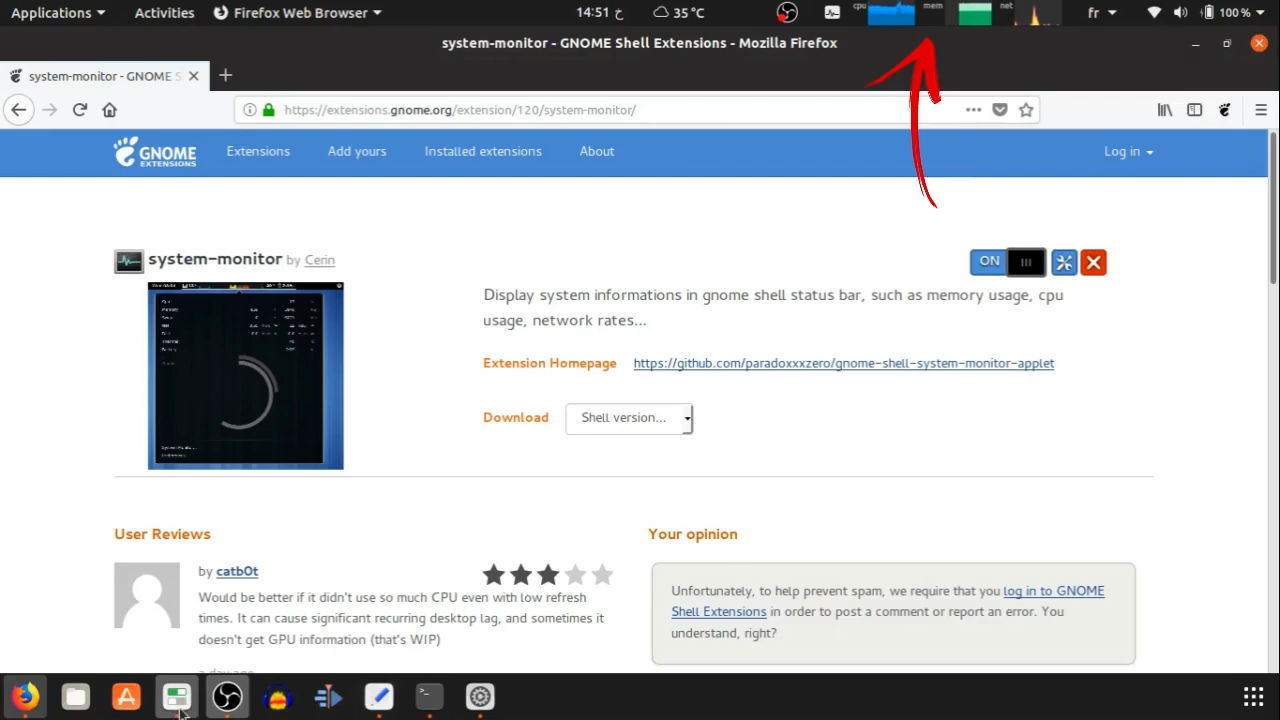 Applications Activities Firefox Web Browser 14:51 خ 35 °C cpu mem net fr 100 %
system-monitor - GNOME Shell Extensions - Mozilla Firefox
system-monitor - GNOME S
https://extensions.gnome.org/extension/120/system-monitor/
GNOME EXTENSIONS Extensions Add yours Installed extensions About Log in
system-monitor by Cerin
ON
Display system informations in gnome shell status bar, such as memory usage, cpu
usage, network rates...
Extension Homepage https://github.com/paradoxxxzero/gnome-shell-system-monitor-applet
Download Shell version...
User Reviews
by catb0t
Would be better if it didn't use so much CPU even with low refresh
times. It can cause significant recurring desktop lag, and sometimes it
doesn't get GPU information (that's WIP)
a day ago
Your opinion
Unfortunately, to help prevent spam, we require that you log in to GNOME
Shell Extensions in order to post a comment or report an error. You
understand, right?